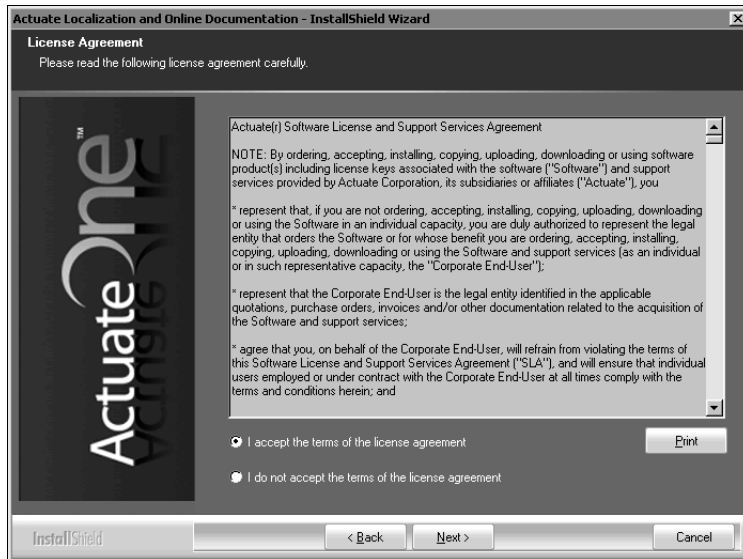 Actuate Localization and Online Documentation - InstallShield Wizard
License Agreement
Please read the following license agreement carefully.
ActuateOne™
Actuate(r) Software License and Support Services Agreement
NOTE: By ordering, accepting, installing, copying, uploading, downloading or using software
product(s) including license keys associated with the software ("Software") and support
services provided by Actuate Corporation, its subsidiaries or affiliates ("Actuate"), you
* represent that, if you are not ordering, accepting, installing, copying, uploading, downloading
or using the Software in an individual capacity, you are duly authorized to represent the legal
entity that orders the Software or for whose benefit you are ordering, accepting, installing,
copying, uploading, downloading or using the Software and support services (as an individual
or in such representative capacity, the "Corporate End-User");
* represent that the Corporate End-User is the legal entity identified in the applicable
quotations, purchase orders, invoices and/or other documentation related to the acquisition of
the Software and support services;
* agree that you, on behalf of the Corporate End-User, will refrain from violating the terms of
this Software License and Support Services Agreement ("SLA"), and will ensure that individual
users employed or under contract with the Corporate End-User at all times comply with the
terms and conditions herein; and
I accept the terms of the license agreement
Print
I do not accept the terms of the license agreement
InstallShield
< Back
Next >
Cancel